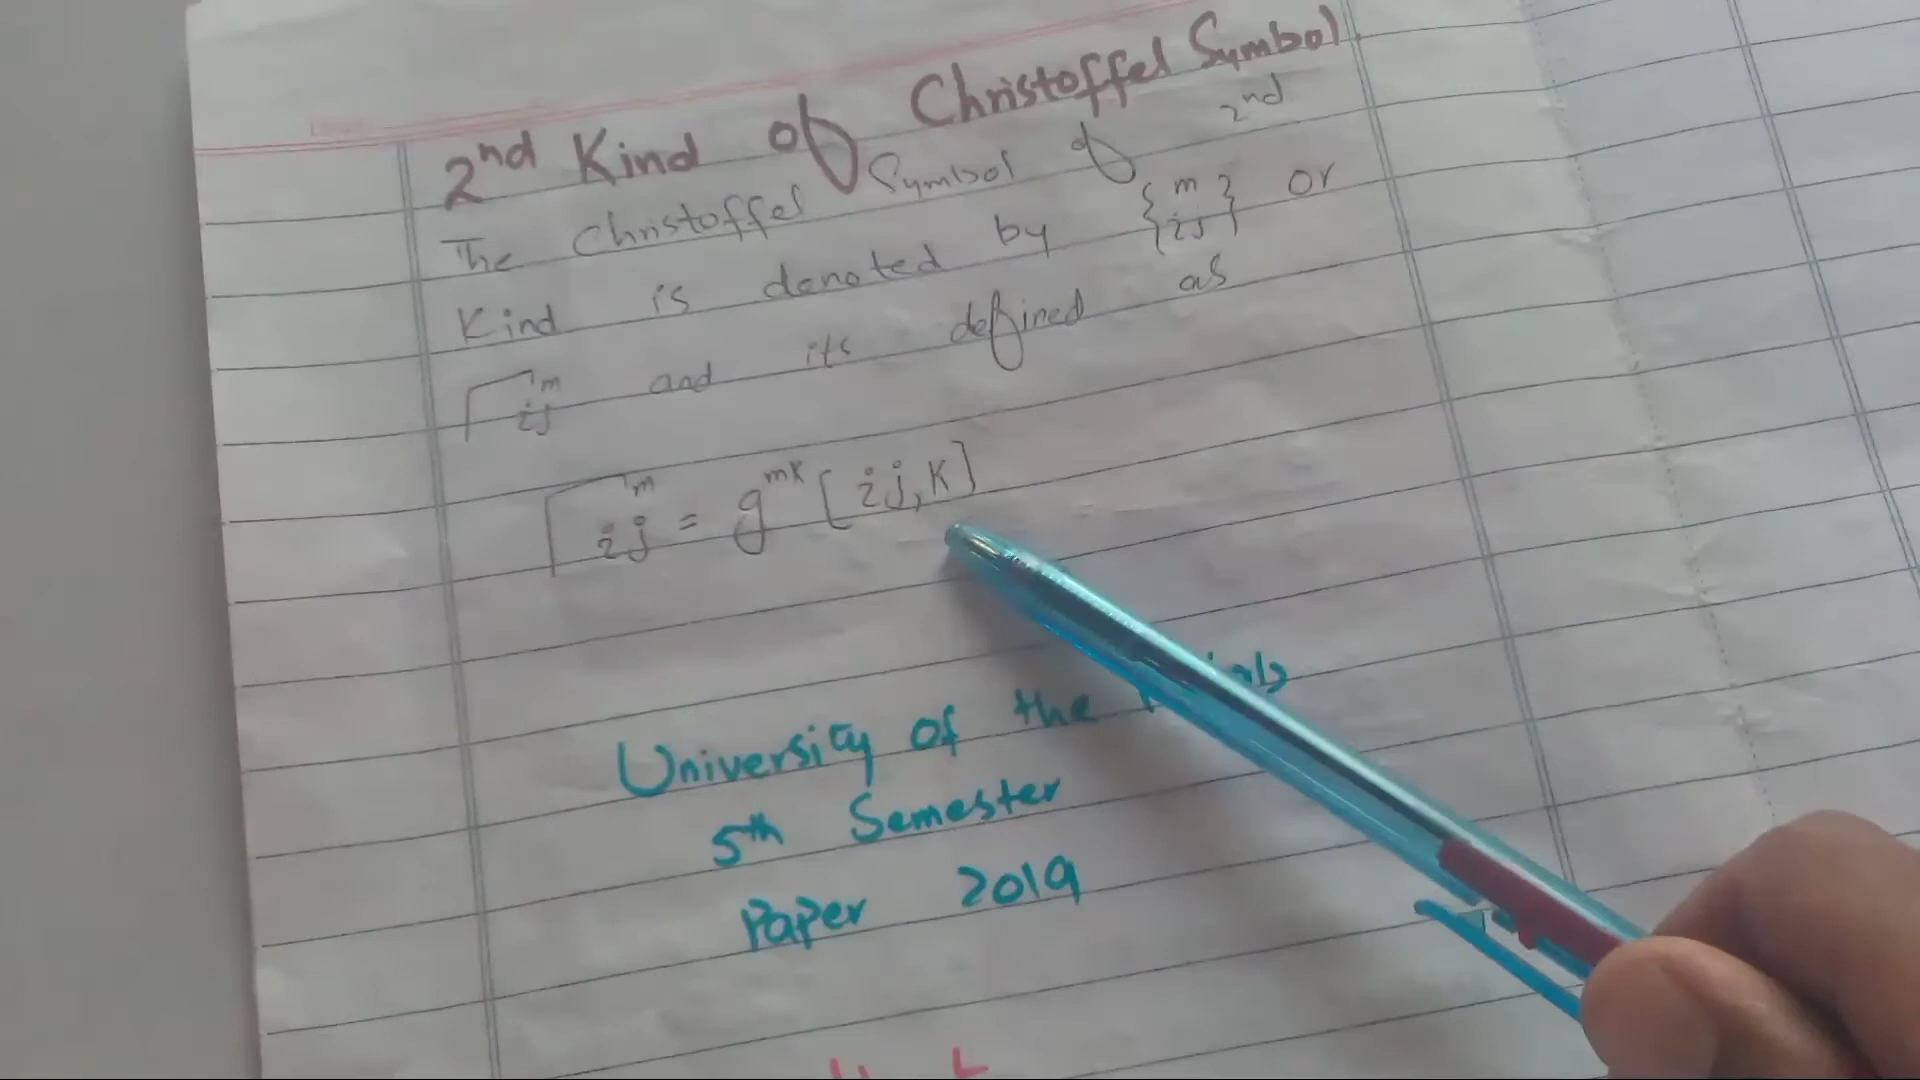 2nd Kind of Christoffel Symbol
The Christoffel Symbol of 2nd
Kind is denoted by {m ij} or
Γ^m_ij and its defined as
Γ^m_ij = g^mK [ij,K]
University of the
5th Semester
Paper 2019